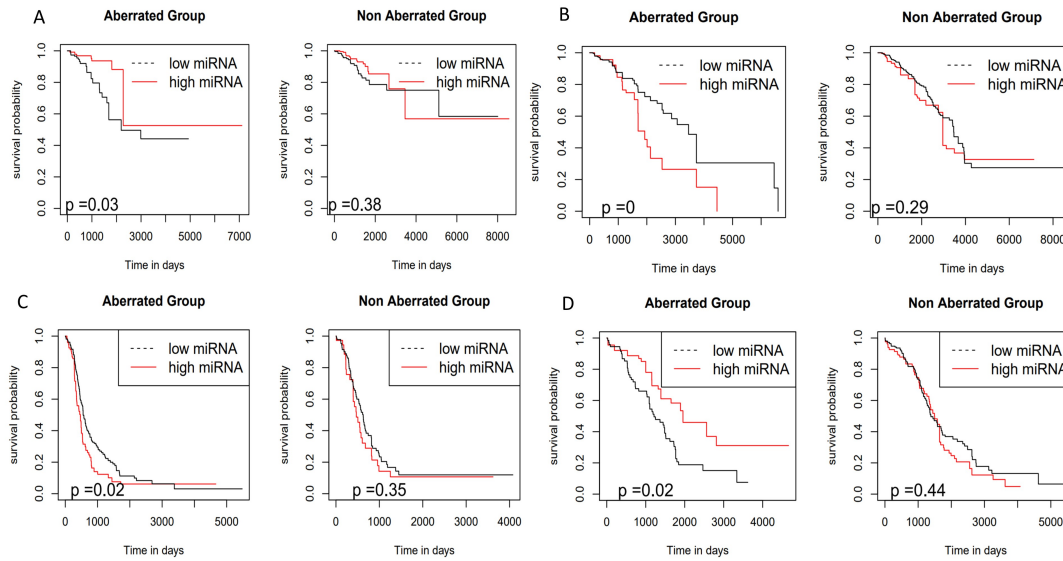 A
Aberrated Group
survival probability
0.0 0.2 0.4 0.6 0.8 1.0
low miRNA
high miRNA
p =0.03
0 1000 3000 5000 7000
Time in days
Non Aberrated Group
survival probability
0.0 0.2 0.4 0.6 0.8 1.0
low miRNA
high miRNA
p =0.38
0 2000 4000 6000 8000
Time in days
B
Aberrated Group
survival probability
0.0 0.2 0.4 0.6 0.8 1.0
low miRNA
high miRNA
p =0
0 2000 4000 6000
Time in days
Non Aberrated Group
survival probability
0.0 0.2 0.4 0.6 0.8 1.0
low miRNA
high miRNA
p =0.29
0 2000 4000 6000 8000
Time in days
C
Aberrated Group
survival probability
0.0 0.2 0.4 0.6 0.8 1.0
low miRNA
high miRNA
p =0.02
0 1000 3000 5000
Time in days
Non Aberrated Group
survival probability
0.0 0.2 0.4 0.6 0.8 1.0
low miRNA
high miRNA
p =0.35
0 1000 2000 3000 4000
Time in days
D
Aberrated Group
survival probability
0.0 0.2 0.4 0.6 0.8 1.0
low miRNA
high miRNA
p =0.02
0 1000 2000 3000 4000
Time in days
Non Aberrated Group
survival probability
0.0 0.2 0.4 0.6 0.8 1.0
low miRNA
high miRNA
p =0.44
0 1000 3000 5000
Time in days